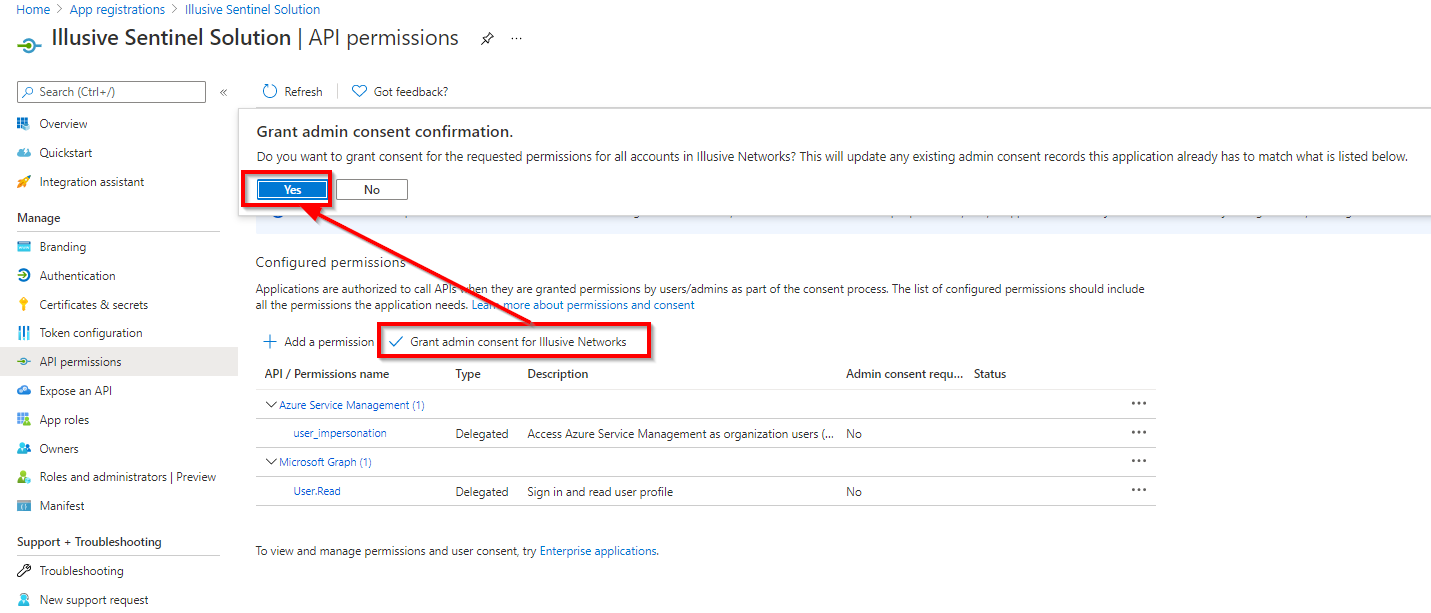 Home > App registrations > Illusive Sentinel Solution
Illusive Sentinel Solution | API permissions ...
Search (Ctrl+/) «
Refresh Got feedback?
Overview
Quickstart
Integration assistant
Manage
Branding
Authentication
Certificates & secrets
Token configuration
API permissions
Expose an API
App roles
Owners
Roles and administrators | Preview
Manifest
Support + Troubleshooting
Troubleshooting
New support request
Grant admin consent confirmation.
Do you want to grant consent for the requested permissions for all accounts in Illusive Networks? This will update any existing admin consent records this application already has to match what is listed below.
Yes No
Configured permissions
Applications are authorized to call APIs when they are granted permissions by users/admins as part of the consent process. The list of configured permissions should include
all the permissions the application needs. Learn more about permissions and consent
Add a permission Grant admin consent for Illusive Networks
API / Permissions name Type Description Admin consent requ... Status
Azure Service Management (1) ...
user_impersonation Delegated Access Azure Service Management as organization users (... No ...
Microsoft Graph (1) ...
User.Read Delegated Sign in and read user profile No ...
To view and manage permissions and user consent, try Enterprise applications.